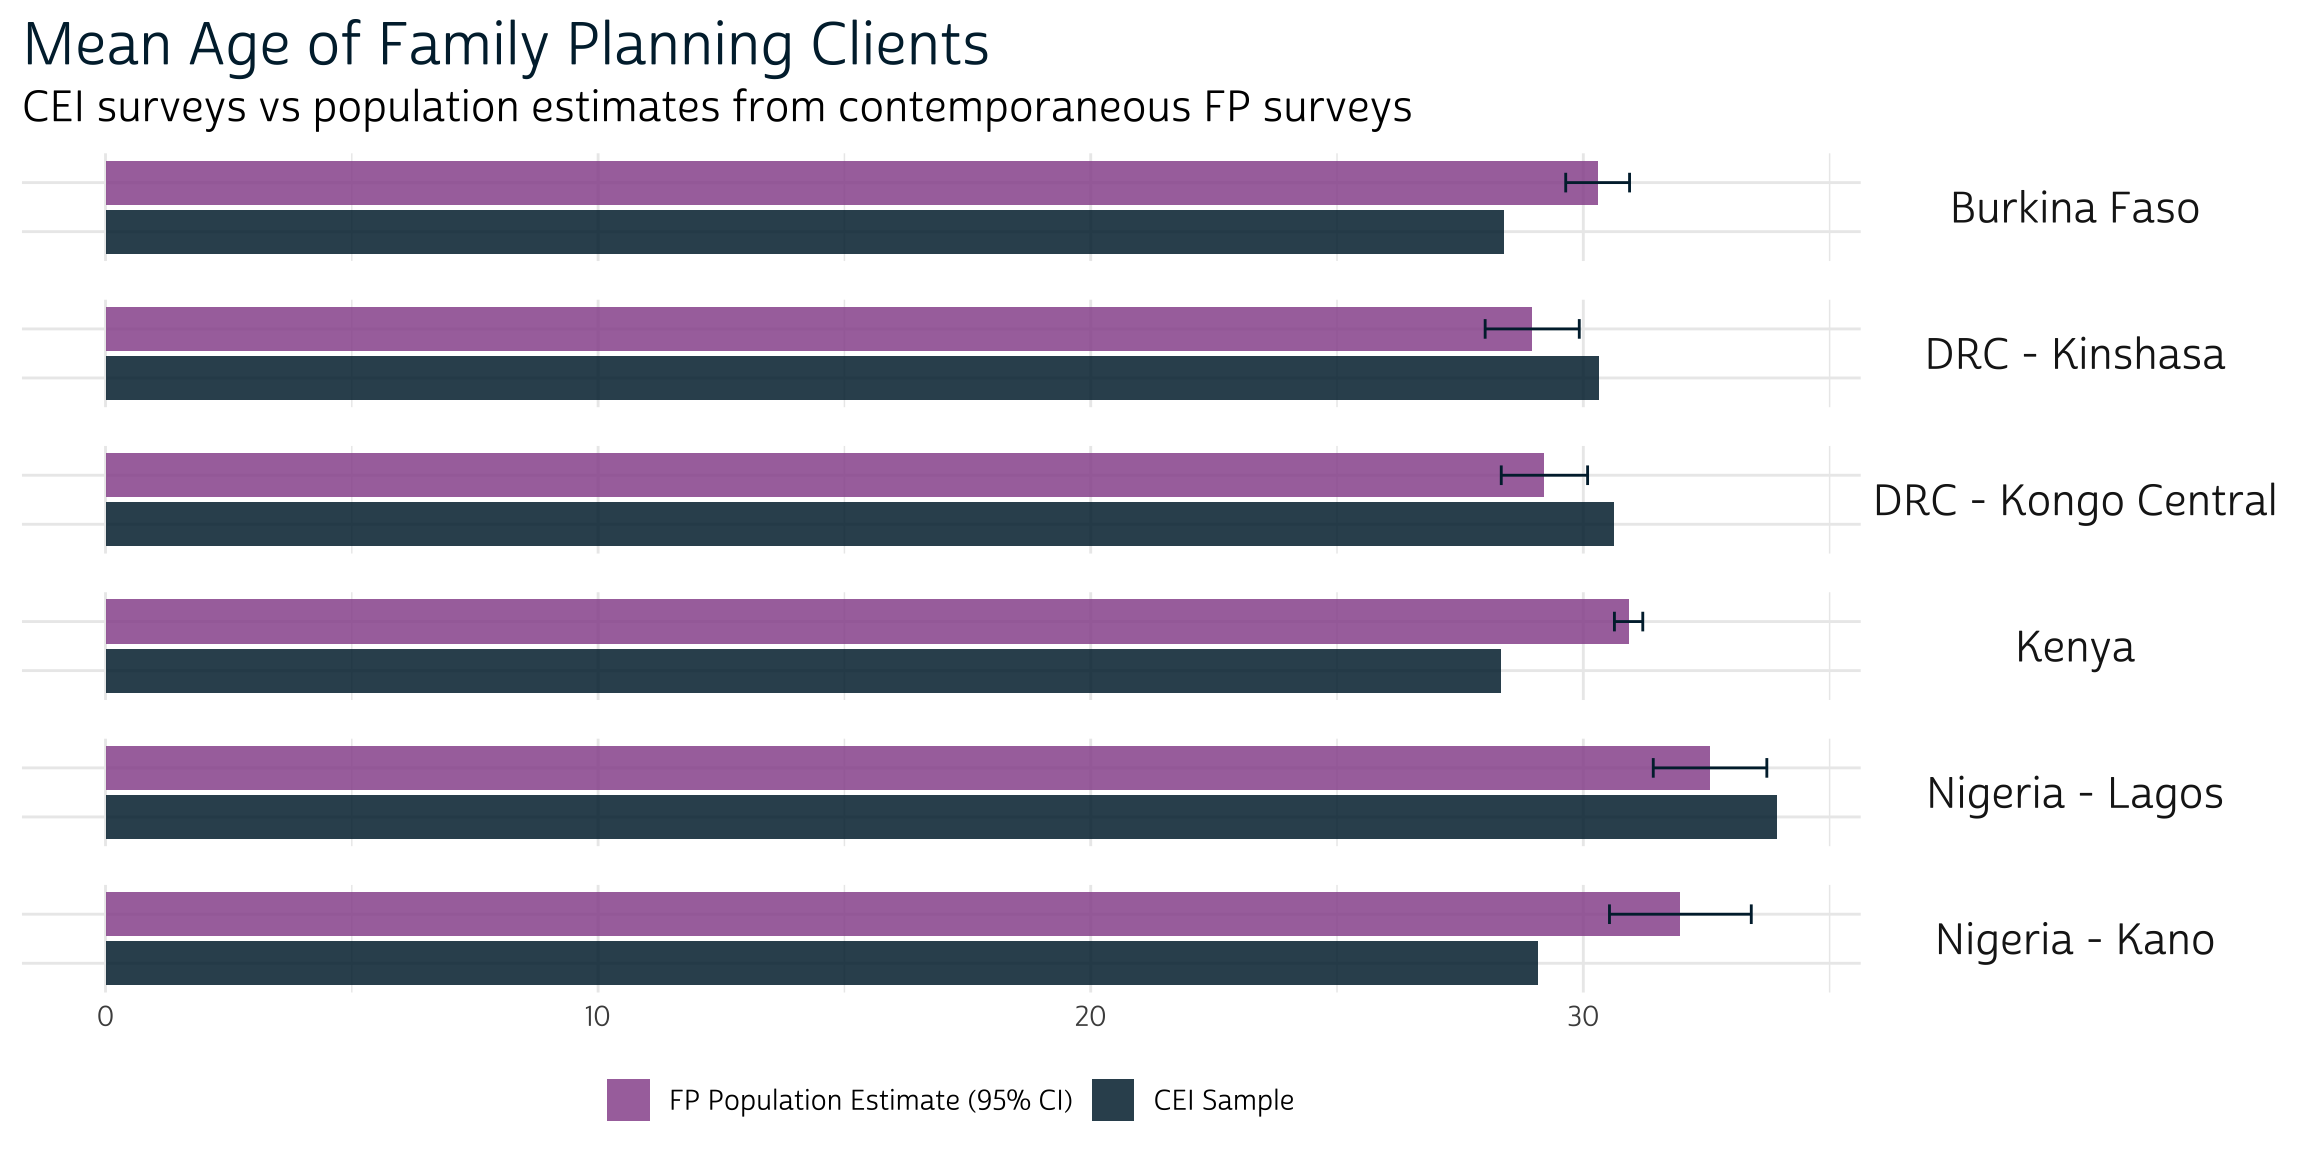 Mean Age of Family Planning Clients
CEI surveys vs population estimates from contemporaneous FP surveys
Burkina Faso
DRC - Kinshasa
DRC - Kongo Central
Kenya
Nigeria - Lagos
Nigeria - Kano
0 10 20 30
FP Population Estimate (95% CI) CEI Sample